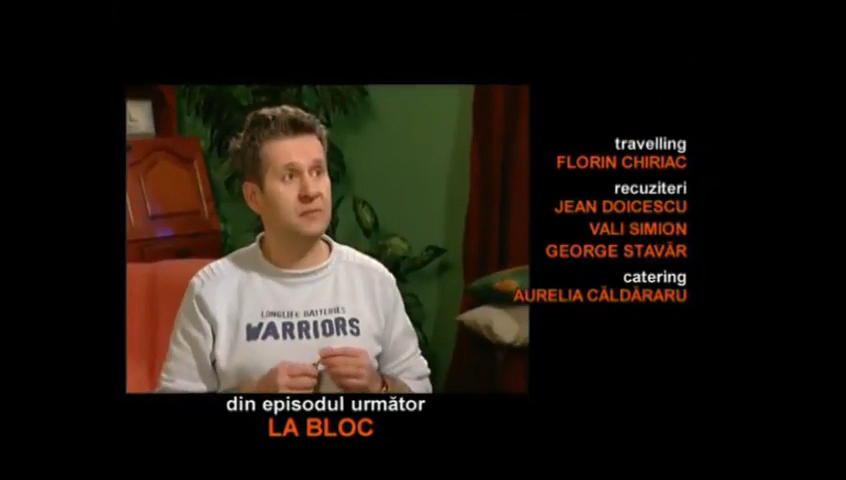 LONGLIFE BATTERIES
WARRIORS
din episodul următor
LA BLOC
travelling
FLORIN CHIRIAC
recuziteri
JEAN DOICESCU
VALI SIMION
GEORGE STAVĂR
catering
AURELIA CĂLDĂRARU